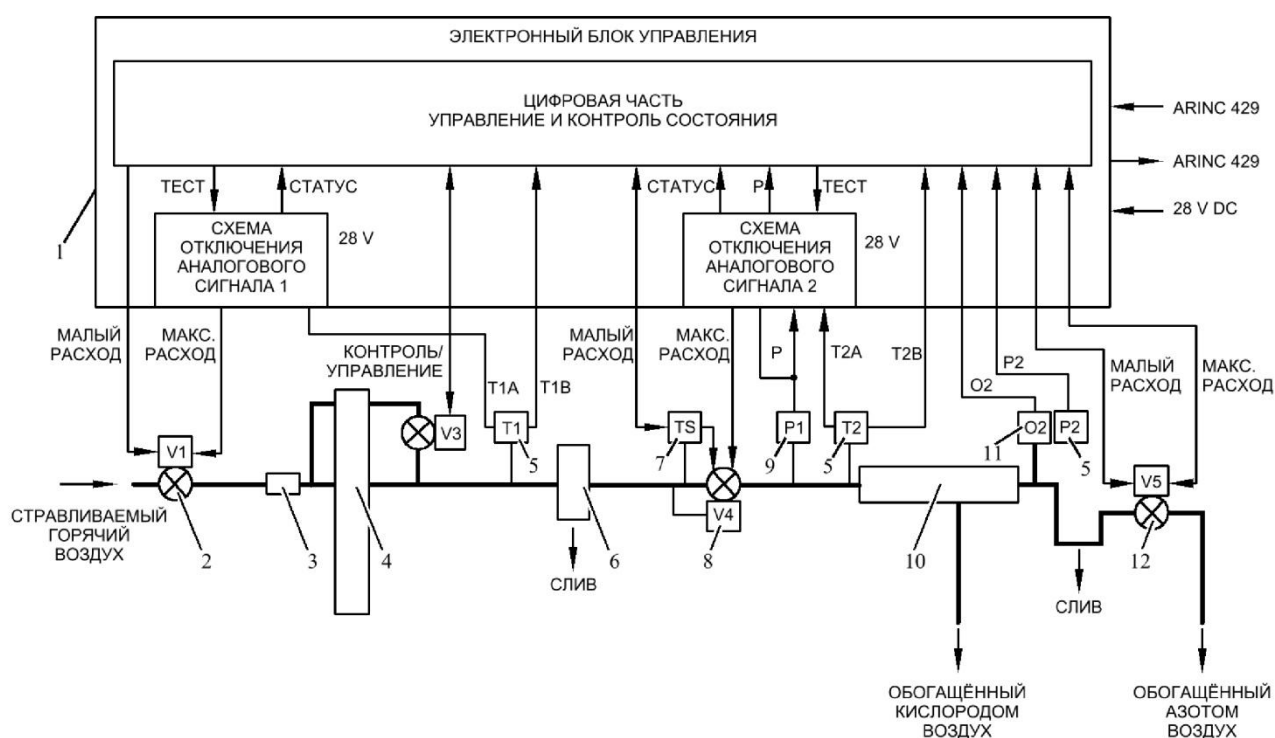 ЭЛЕКТРОННЫЙ БЛОК УПРАВЛЕНИЯ
ЦИФРОВАЯ ЧАСТЬ
УПРАВЛЕНИЕ И КОНТРОЛЬ СОСТОЯНИЯ
ARINC 429
ARINC 429
28 V DC
ТЕСТ
СТАТУС
СТАТУС
P
ТЕСТ
1
СХЕМА
ОТКЛЮЧЕНИЯ
АНАЛОГОВОГО
СИГНАЛА 1
28 V
СХЕМА
ОТКЛЮЧЕНИЯ
АНАЛОГОВОГО
СИГНАЛА 2
28 V
МАЛЫЙ
РАСХОД
МАКС.
РАСХОД
КОНТРОЛЬ/
УПРАВЛЕНИЕ
T1A
T1B
МАЛЫЙ
РАСХОД
МАКС.
РАСХОД
P
T2A
T2B
O2
P2
МАЛЫЙ
РАСХОД
МАКС.
РАСХОД
V1
V3
T1
TS
P1
T2
O2
P2
V5
V4
5
7
9
5
11
5
СТРАВЛИВАЕМЫЙ
ГОРЯЧИЙ
ВОЗДУХ
2
3
4
6
8
10
12
СЛИВ
СЛИВ
ОБОГАЩЁННЫЙ
КИСЛОРОДОМ
ВОЗДУХ
ОБОГАЩЁННЫЙ
АЗОТОМ
ВОЗДУХ